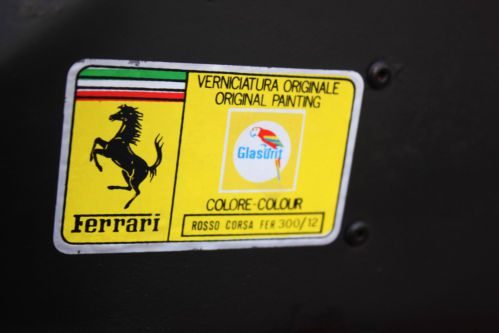 VERNICIATURA ORIGINALE
ORIGINAL PAINTING
Glasurit
COLORE-COLOUR
ROSSO CORSA FER 300/12
Ferrari